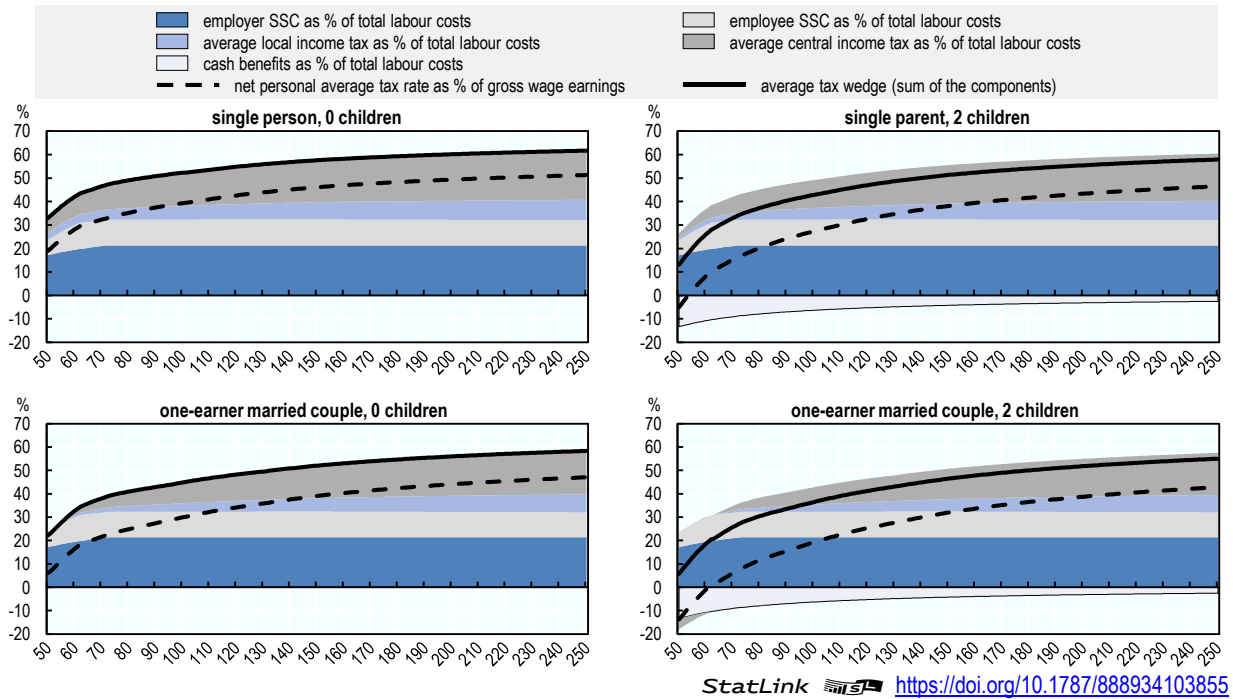 employer SSC as % of total labour costs
employee SSC as % of total labour costs
average local income tax as % of total labour costs
average central income tax as % of total labour costs
cash benefits as % of total labour costs
net personal average tax rate as % of gross wage earnings
average tax wedge (sum of the components)
%
single person, 0 children
70
60
50
40
30
20
10
0
-10
-20
50 60 70 80 90 100 110 120 130 140 150 160 170 180 190 200 210 220 230 240 250
%
single parent, 2 children
70
60
50
40
30
20
10
0
-10
-20
50 60 70 80 90 100 110 120 130 140 150 160 170 180 190 200 210 220 230 240 250
%
one-earner married couple, 0 children
70
60
50
40
30
20
10
0
-10
-20
50 60 70 80 90 100 110 120 130 140 150 160 170 180 190 200 210 220 230 240 250
%
one-earner married couple, 2 children
70
60
50
40
30
20
10
0
-10
-20
50 60 70 80 90 100 110 120 130 140 150 160 170 180 190 200 210 220 230 240 250
StatLink https://doi.org/10.1787/888934103855